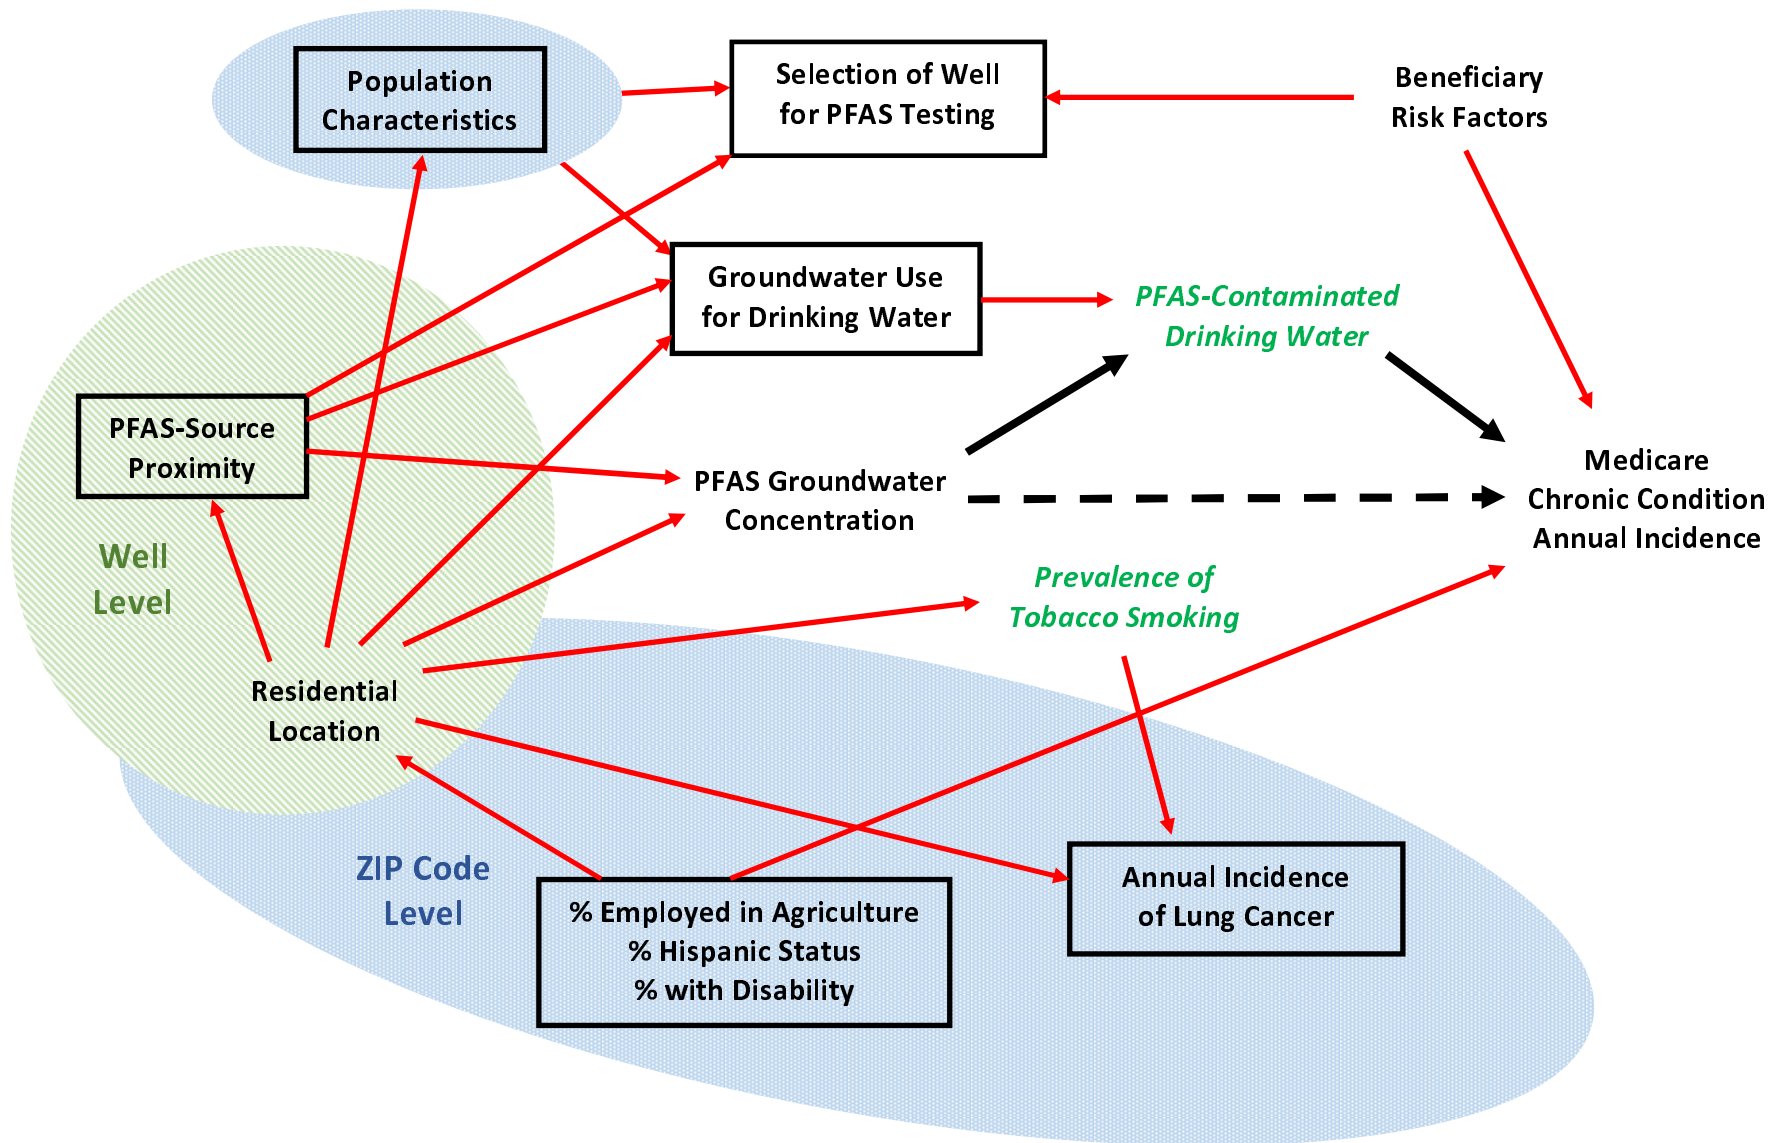 Population
Characteristics
Selection of Well
for PFAS Testing
Beneficiary
Risk Factors
Groundwater Use
for Drinking Water
PFAS-Contaminated
Drinking Water
PFAS-Source
Proximity
PFAS Groundwater
Concentration
Medicare
Chronic Condition
Annual Incidence
Well
Level
Prevalence of
Tobacco Smoking
Residential
Location
ZIP Code
Level
% Employed in Agriculture
% Hispanic Status
% with Disability
Annual Incidence
of Lung Cancer